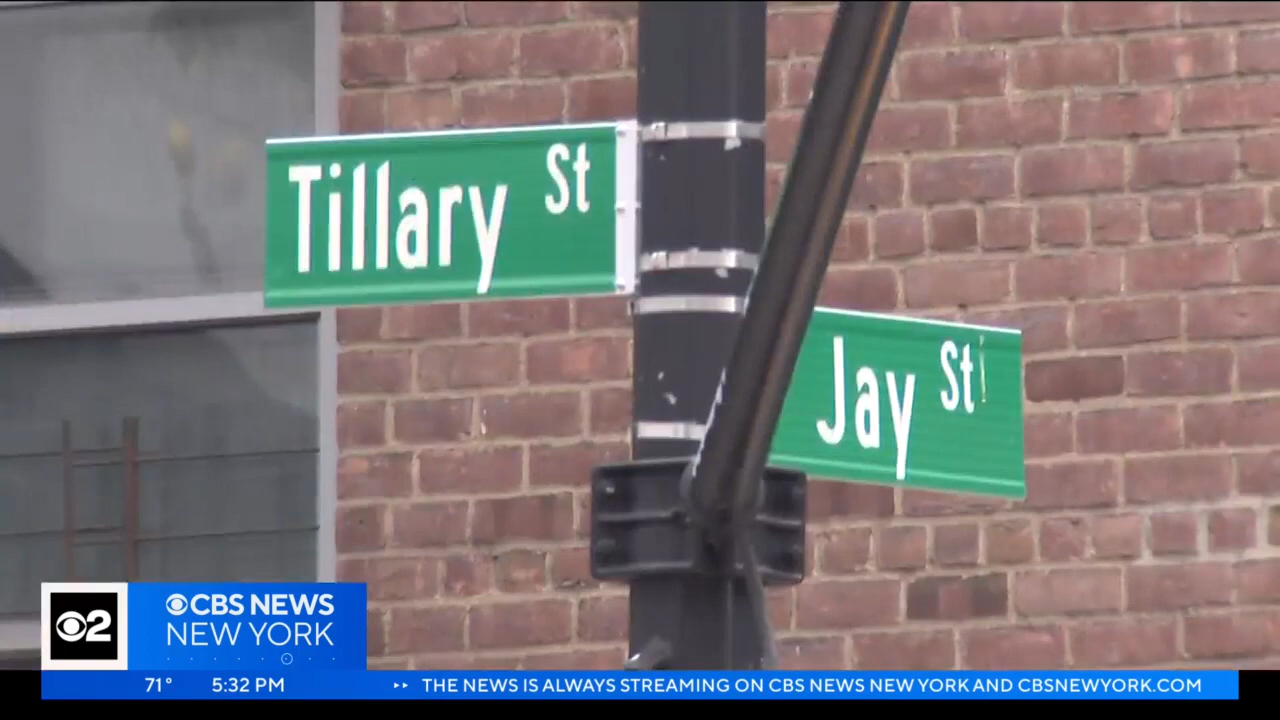 Tillary St
Jay St
2
CBS NEWS
NEW YORK
71° 5:32 PM THE NEWS IS ALWAYS STREAMING ON CBS NEWS NEW YORK AND CBSNEWYORK.COM